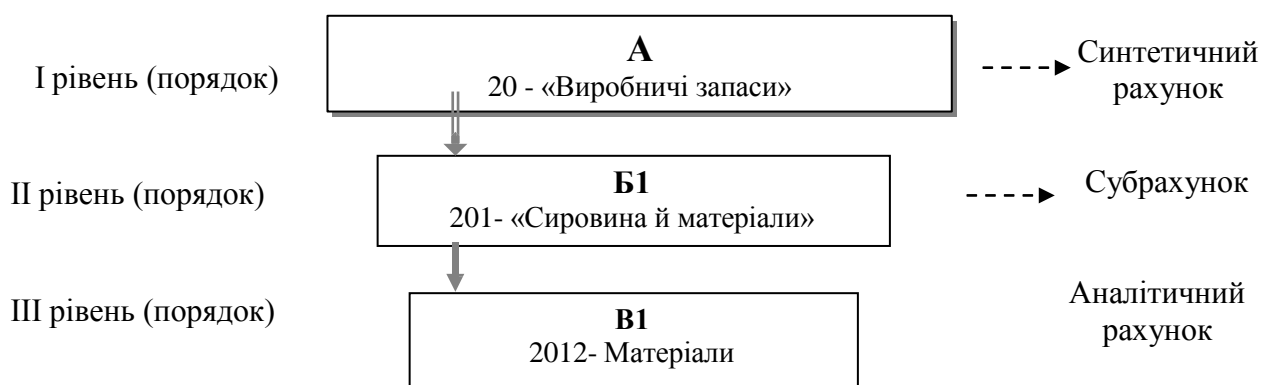 І рівень (порядок)
А
20 - «Виробничі запаси»
Синтетичний
рахунок
ІІ рівень (порядок)
Б1
201- «Сировина й матеріали»
Субрахунок
ІІІ рівень (порядок)
В1
2012- Матеріали
Аналітичний
рахунок